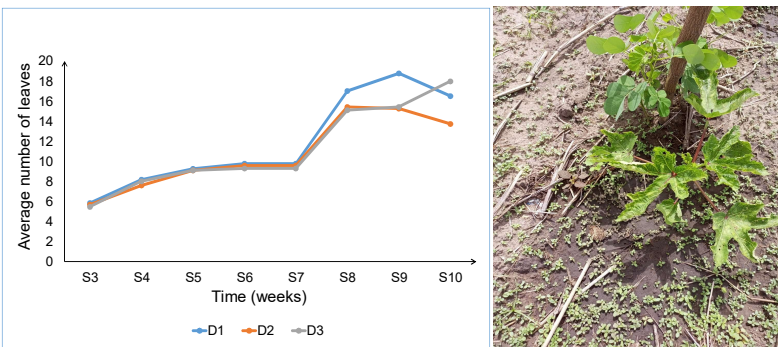 Average number of leaves
20
18
16
14
12
10
8
6
4
2
0
S3 S4 S5 S6 S7 S8 S9 S10
Time (weeks)
D1 D2 D3